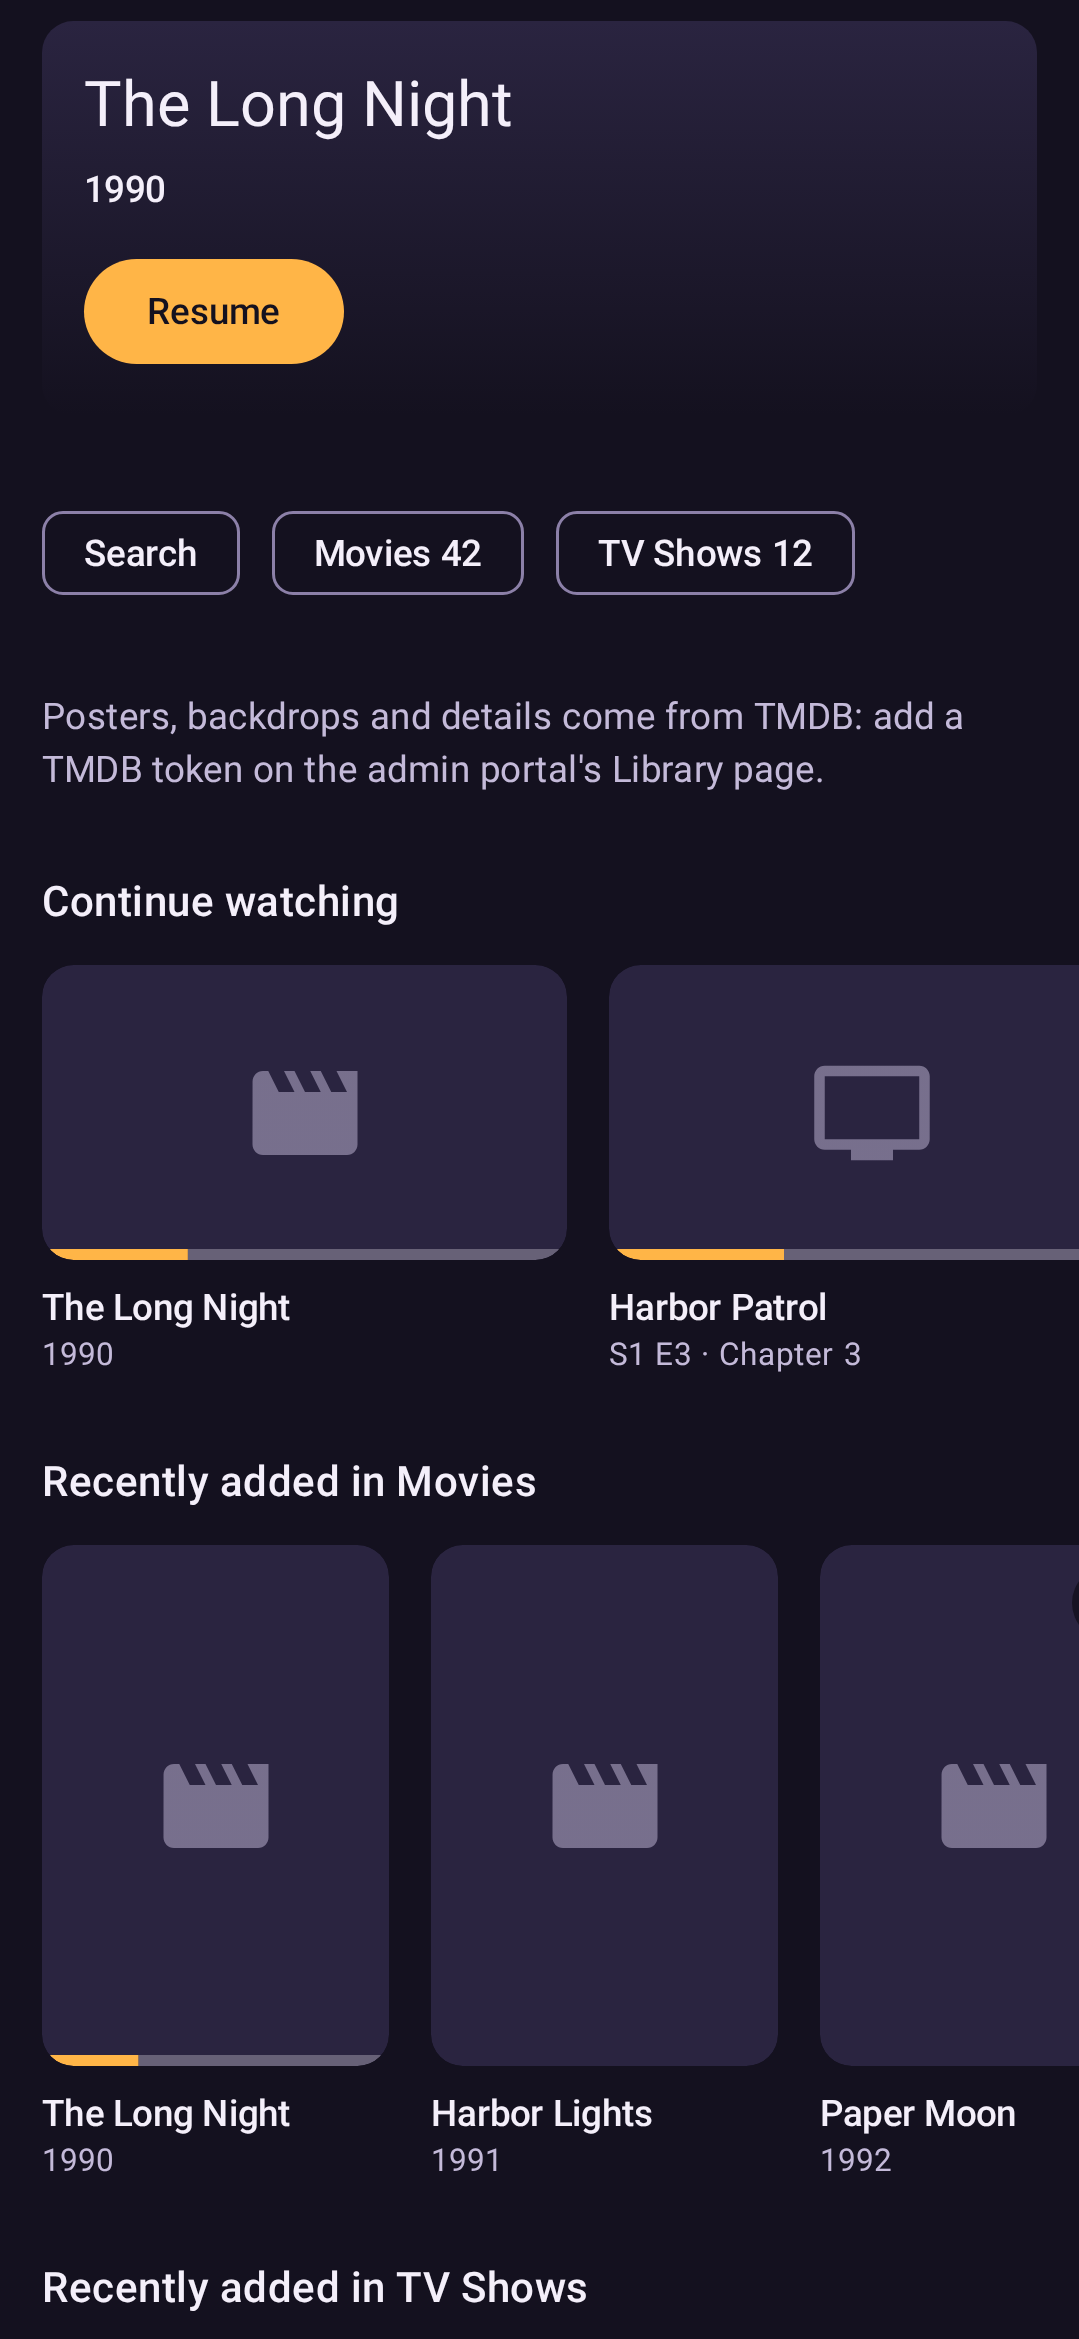 The Long Night
1990
Resume
Search
Movies 42
TV Shows 12
Posters, backdrops and details come from TMDB: add a
TMDB token on the admin portal's Library page.
Continue watching
The Long Night
1990
Harbor Patrol
S1 E3 · Chapter 3
Recently added in Movies
The Long Night
1990
Harbor Lights
1991
Paper Moon
1992
Recently added in TV Shows